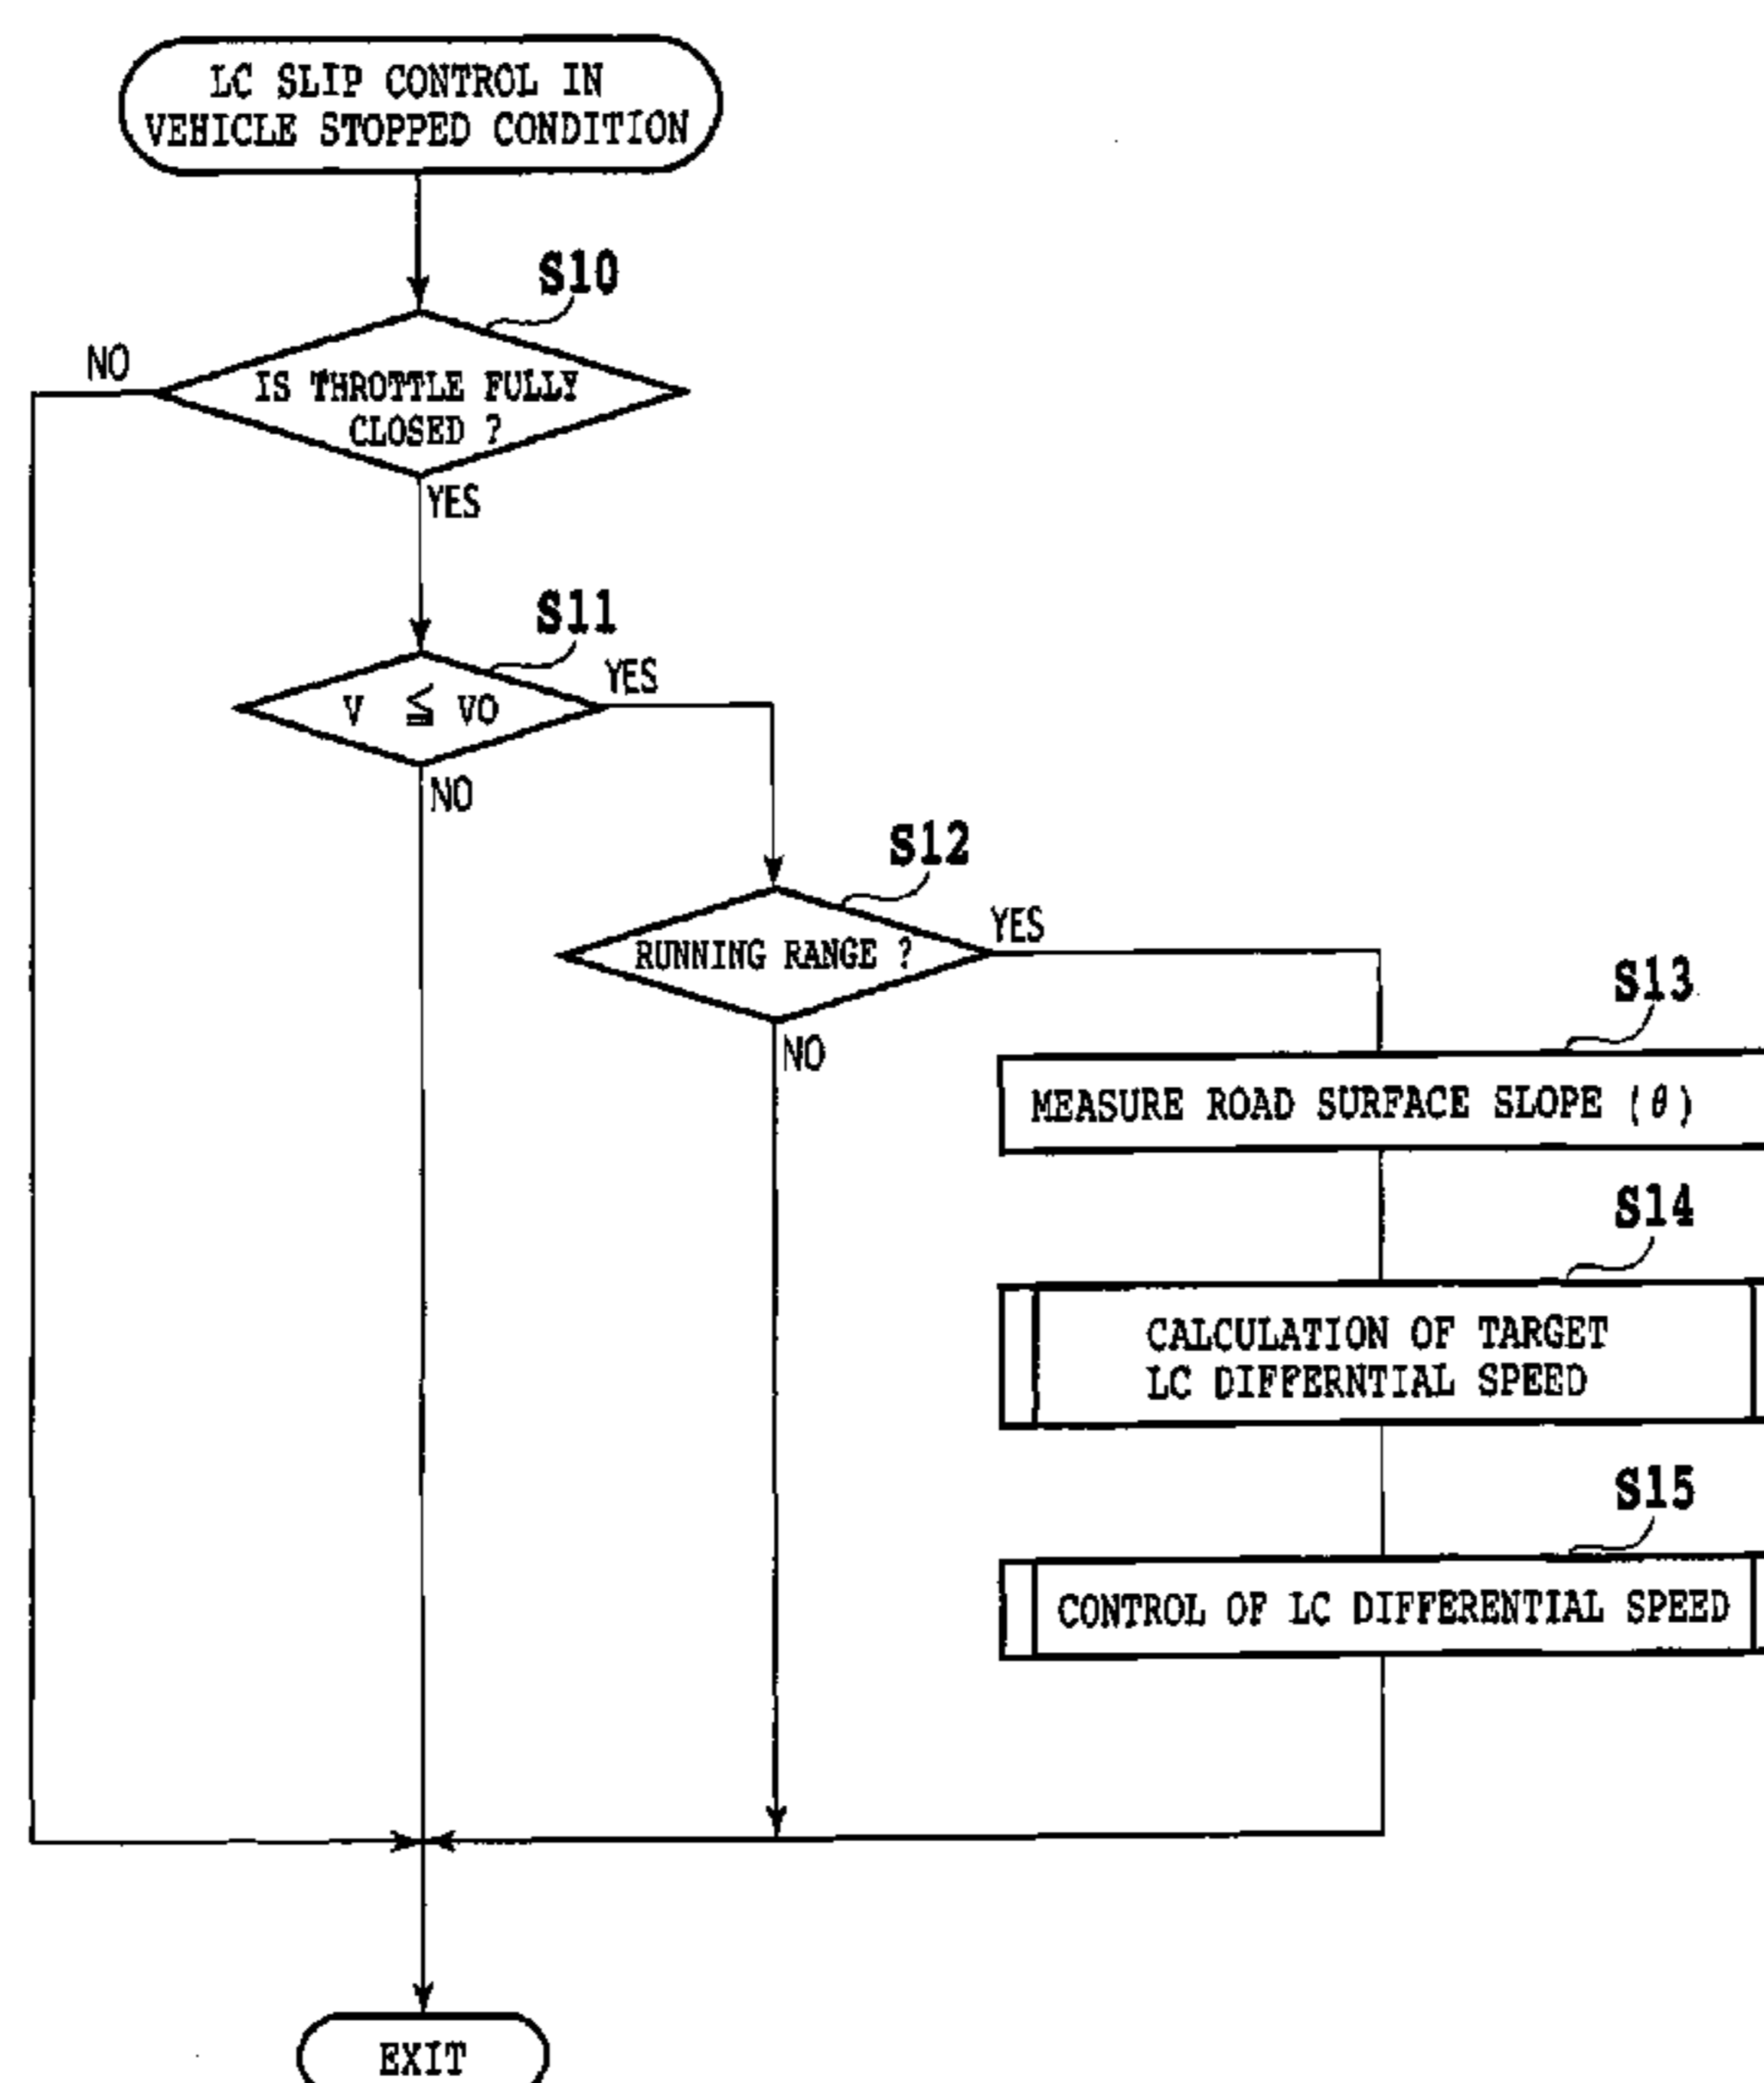 LC SLIP CONTROL IN
VEHICLE STOPPED CONDITION
S10
NO
IS THROTTLE FULLY
CLOSED ?
YES
S11
YES
V ≦ VO
NO
S12
YES
RUNNING RANGE ?
NO
S13
MEASURE ROAD SURFACE SLOPE (θ)
S14
CALCULATION OF TARGET
LC DIFFERNTIAL SPEED
S15
CONTROL OF LC DIFFERENTIAL SPEED
EXIT